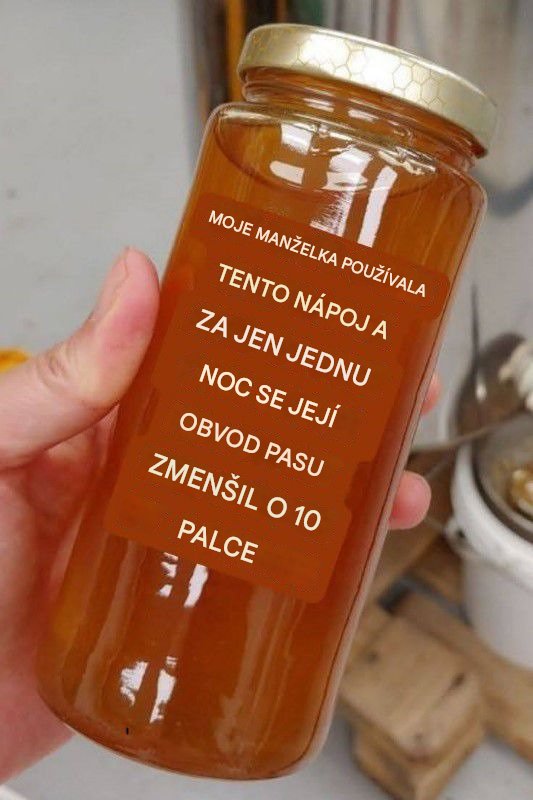 MOJE MANŽELKA POUŽÍVALA
TENTO NÁPOJ A
ZA JEN JEDNU
NOC SE JEJÍ
OBVOD PASU
ZMENŠIL O 10
PALCE